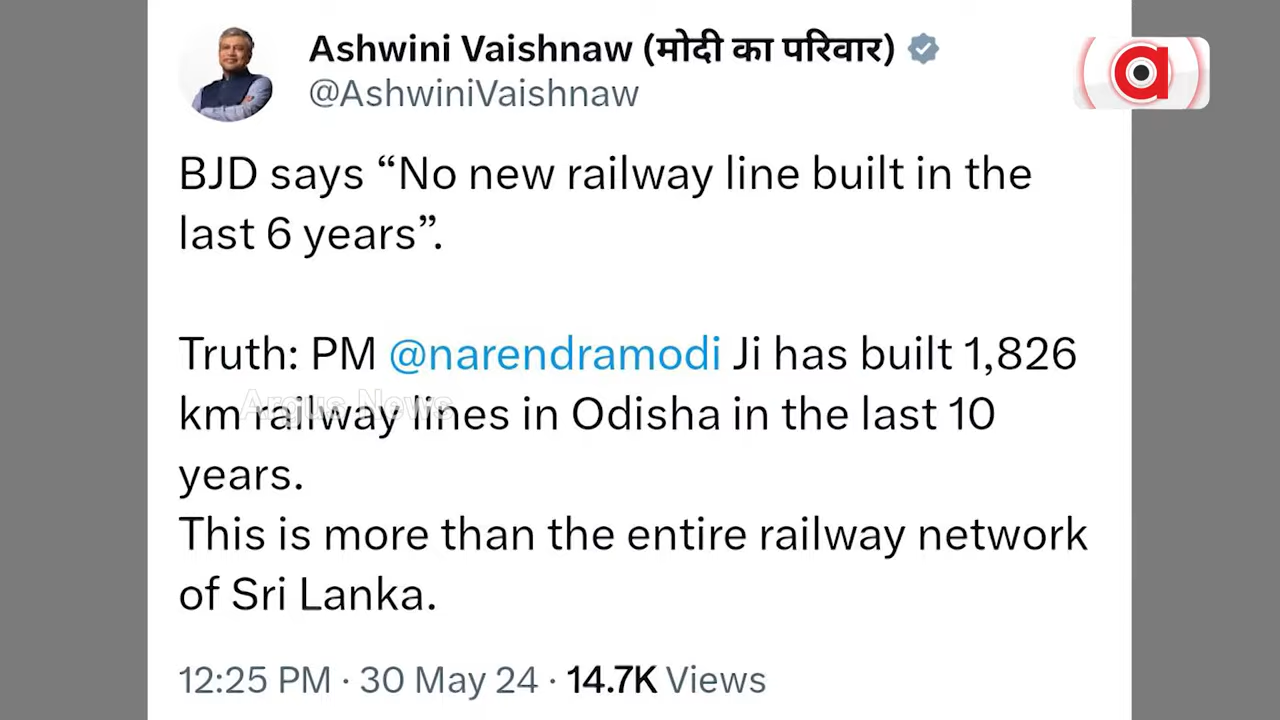 Ashwini Vaishnaw (मोदी का परिवार)
@AshwiniVaishnaw
a
BJD says “No new railway line built in the
last 6 years”.
Truth: PM @narendramodi Ji has built 1,826
km railway lines in Odisha in the last 10
years.
This is more than the entire railway network
of Sri Lanka.
Argus News
12:25 PM · 30 May 24 · 14.7K Views